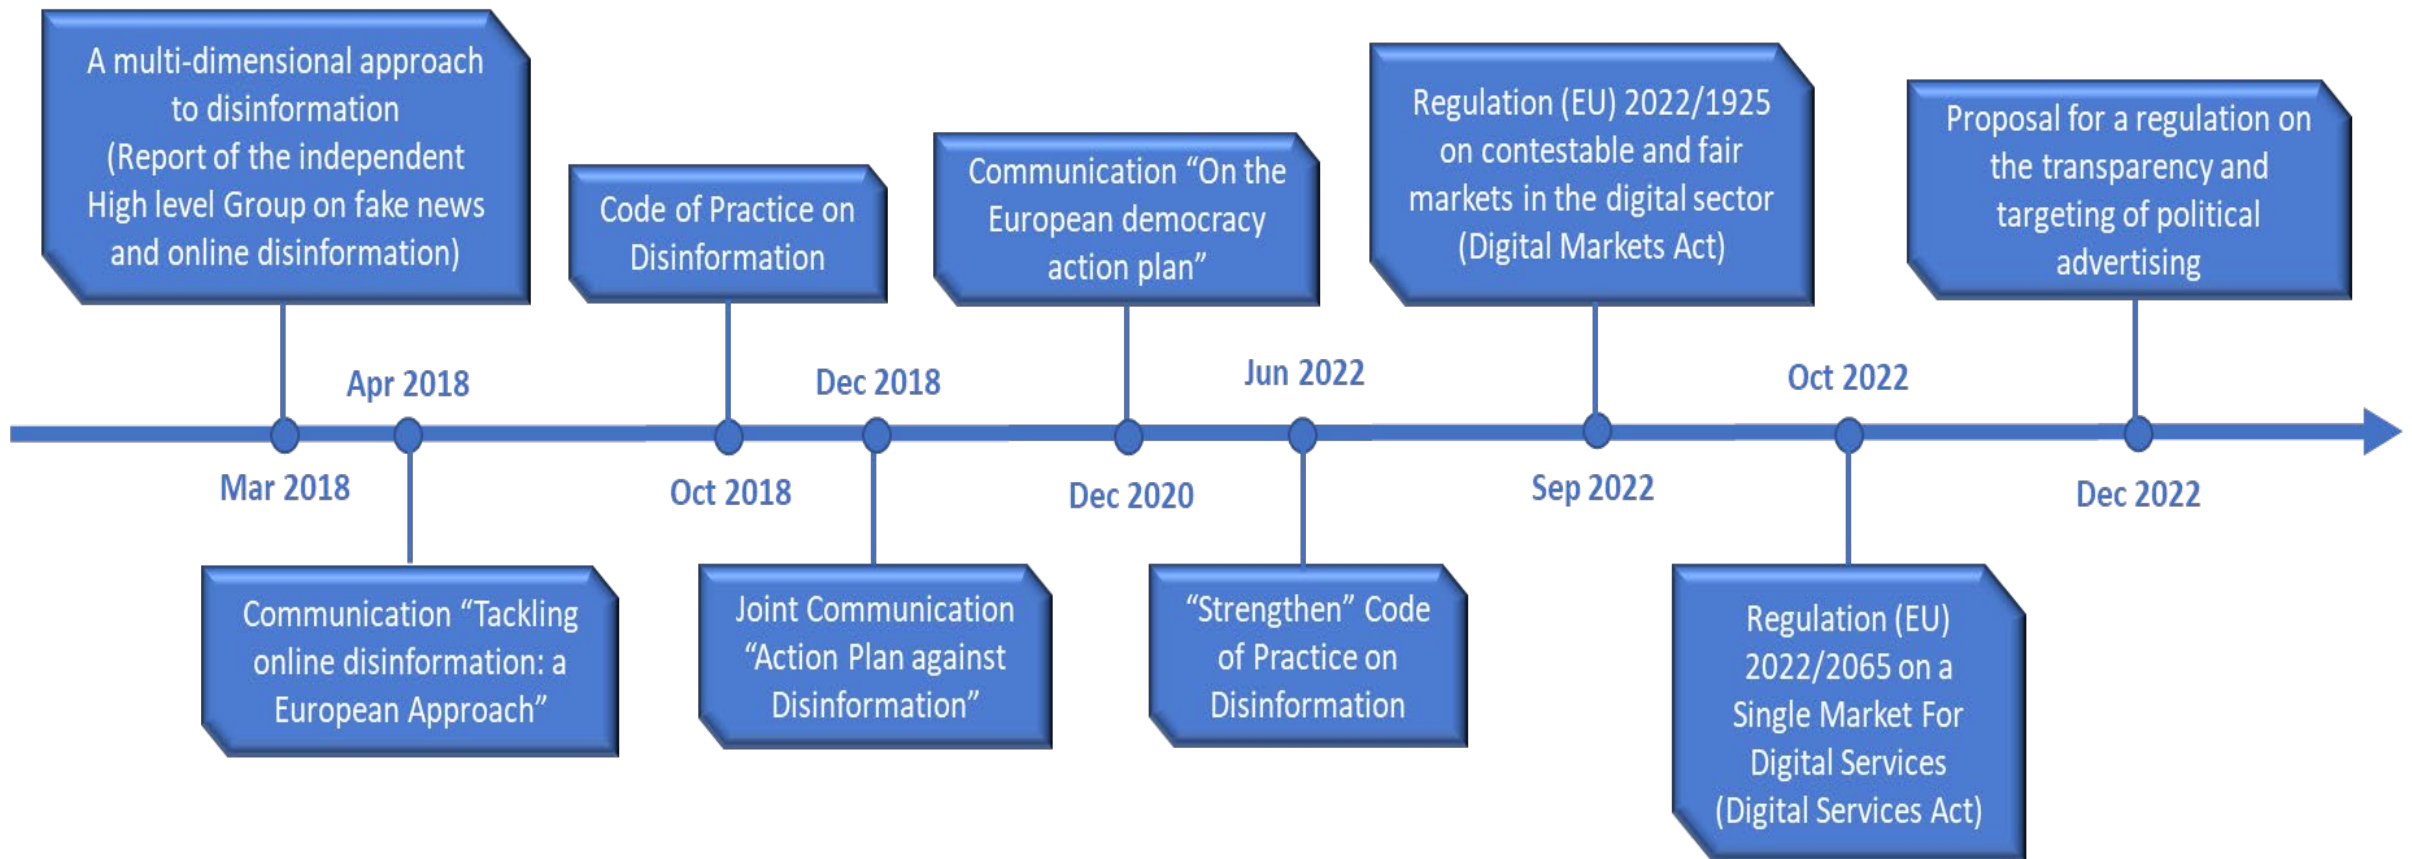 A multi-dimensional approach
to disinformation
(Report of the independent
High level Group on fake news
and online disinformation)
Code of Practice on
Disinformation
Communication “On the
European democracy
action plan”
Regulation (EU) 2022/1925
on contestable and fair
markets in the digital sector
(Digital Markets Act)
Proposal for a regulation on
the transparency and
targeting of political
advertising
Apr 2018
Dec 2018
Jun 2022
Oct 2022
Mar 2018
Oct 2018
Dec 2020
Sep 2022
Dec 2022
Communication “Tackling
online disinformation: a
European Approach”
Joint Communication
“Action Plan against
Disinformation”
“Strengthen” Code
of Practice on
Disinformation
Regulation (EU)
2022/2065 on a
Single Market For
Digital Services
(Digital Services Act)